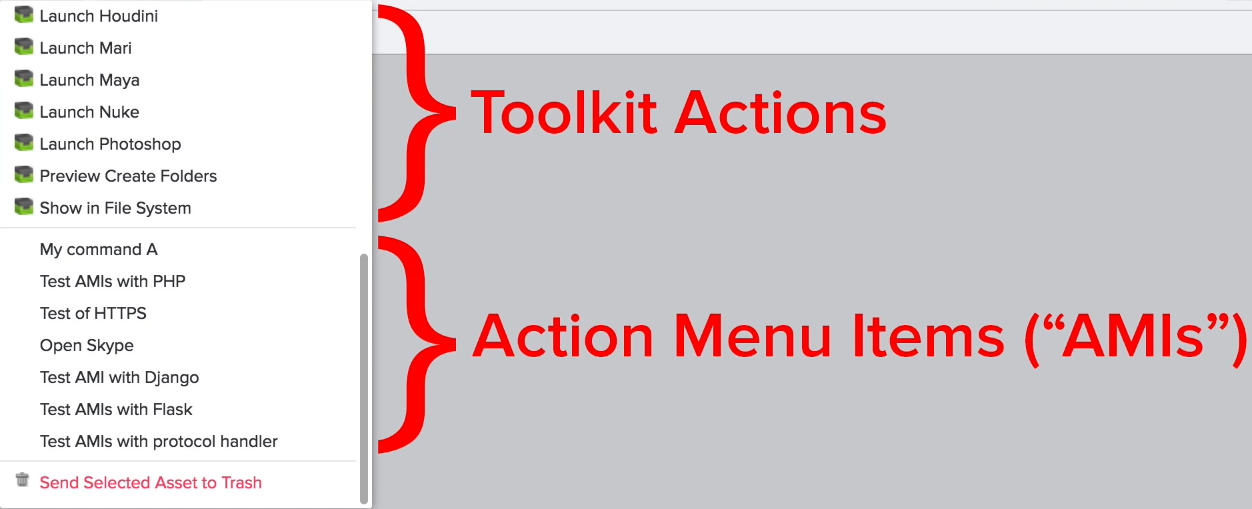 Launch Houdini
Launch Mari
Launch Maya
Launch Nuke
Launch Photoshop
Preview Create Folders
Show in File System
Toolkit Actions
My command A
Test AMIs with PHP
Test of HTTPS
Open Skype
Test AMI with Django
Test AMIs with Flask
Test AMIs with protocol handler
Action Menu Items (“AMIs”)
Send Selected Asset to Trash